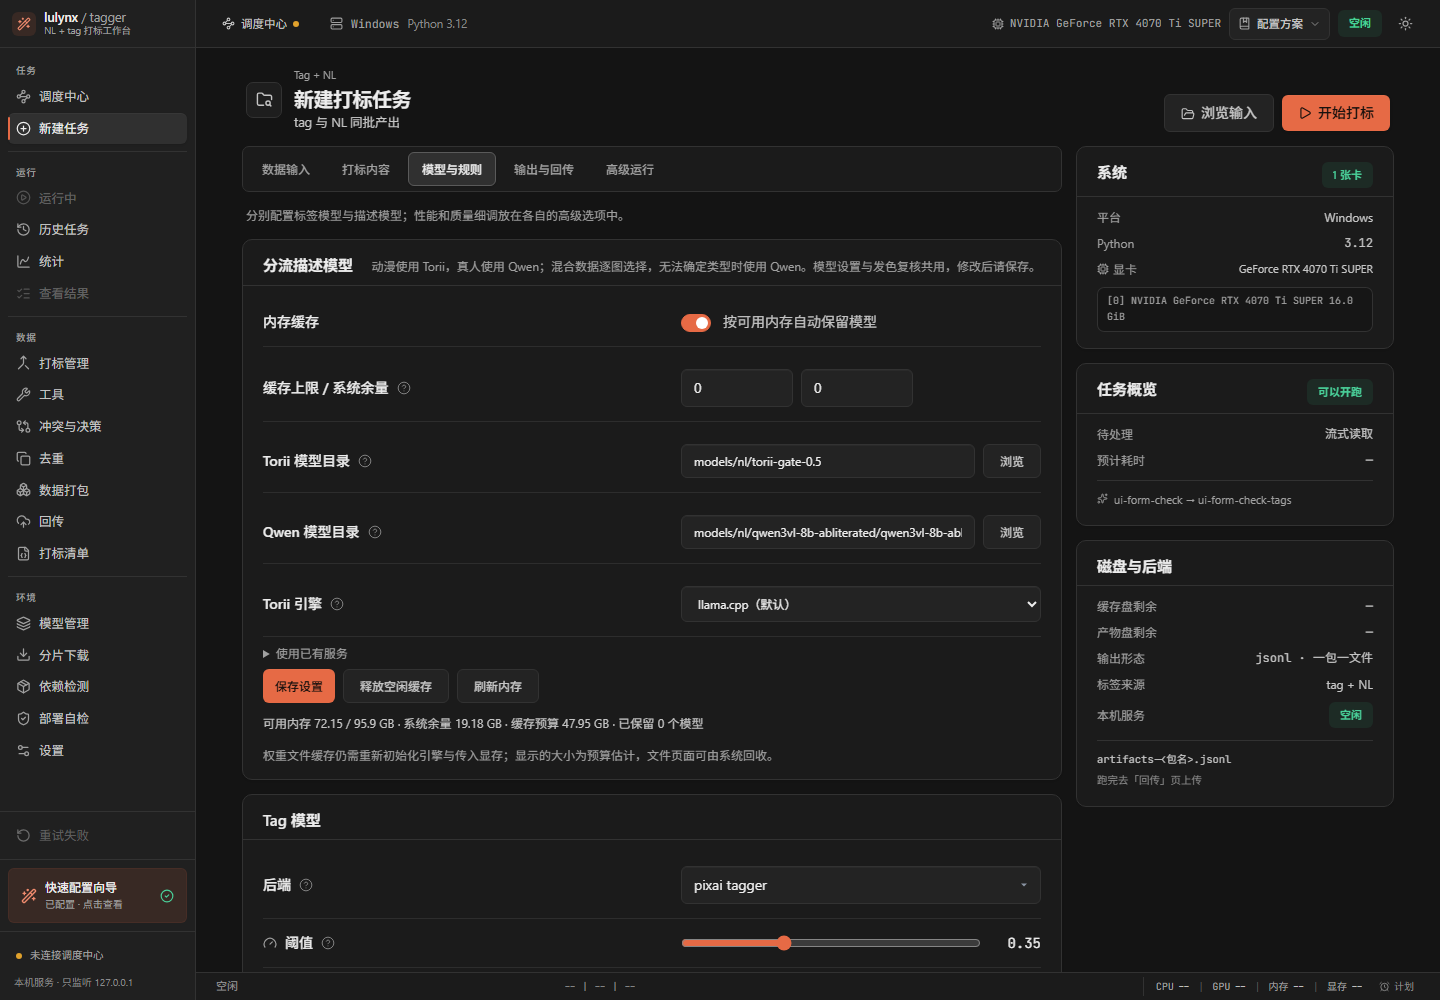 lulynx / tagger
NL + tag 打标工作台
调度中心
Windows Python 3.12
NVIDIA GeForce RTX 4070 Ti SUPER
配置方案
空闲
任务
调度中心
新建任务
运行
运行中
历史任务
统计
查看结果
数据
打标管理
工具
冲突与决策
去重
数据打包
回传
打标清单
环境
模型管理
分片下载
依赖检测
部署自检
设置
重试失败
快速配置向导
已配置 · 点击查看
未连接调度中心
本机服务 · 只监听 127.0.0.1
Tag + NL
新建打标任务
tag 与 NL 同批产出
浏览输入
开始打标
数据输入
打标内容
模型与规则
输出与回传
高级运行
分别配置标签模型与描述模型；性能和质量细调放在各自的高级选项中。
分流描述模型
动漫使用 Torii，真人使用 Qwen；混合数据逐图选择，无法确定类型时使用 Qwen。模型设置与发色复核共用，修改后请保存。
内存缓存
按可用内存自动保留模型
缓存上限 / 系统余量
0
0
Torii 模型目录
models/nl/torii-gate-0.5
浏览
Qwen 模型目录
models/nl/qwen3vl-8b-abliterated/qwen3vl-8b-abl
浏览
Torii 引擎
llama.cpp（默认）
使用已有服务
保存设置
释放空闲缓存
刷新内存
可用内存 72.15 / 95.9 GB · 系统余量 19.18 GB · 缓存预算 47.95 GB · 已保留 0 个模型
权重文件缓存仍需重新初始化引擎与传入显存；显示的大小为预算估计，文件页面可由系统回收。
Tag 模型
后端
pixai tagger
阈值
0.35
系统
1 张卡
平台
Windows
Python
3.12
显卡
GeForce RTX 4070 Ti SUPER
[0] NVIDIA GeForce RTX 4070 Ti SUPER 16.0
GiB
任务概览
可以开跑
待处理
流式读取
预计耗时
—
ui-form-check → ui-form-check-tags
磁盘与后端
缓存盘剩余
—
产物盘剩余
—
输出形态
jsonl · 一包一文件
标签来源
tag + NL
本机服务
空闲
artifacts-<包名>.jsonl
跑完去「回传」页上传
空闲
-- | -- | --
CPU --
| GPU --
| 内存 --
| 显存 --
计划